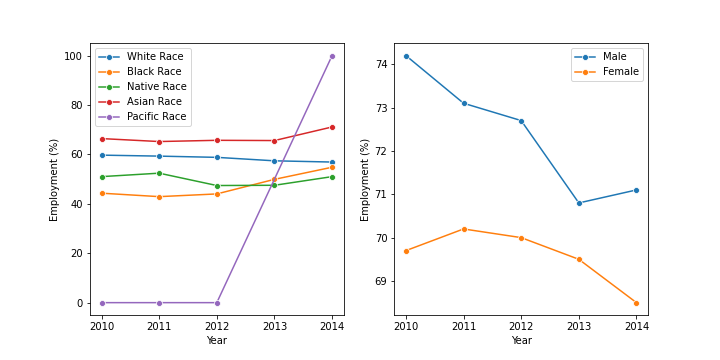 White Race
Black Race
Native Race
Asian Race
Pacific Race
100
80
60
40
20
0
Employment (%)
2010 2011 2012 2013 2014
Year
Male
Female
74
73
72
71
70
69
Employment (%)
2010 2011 2012 2013 2014
Year